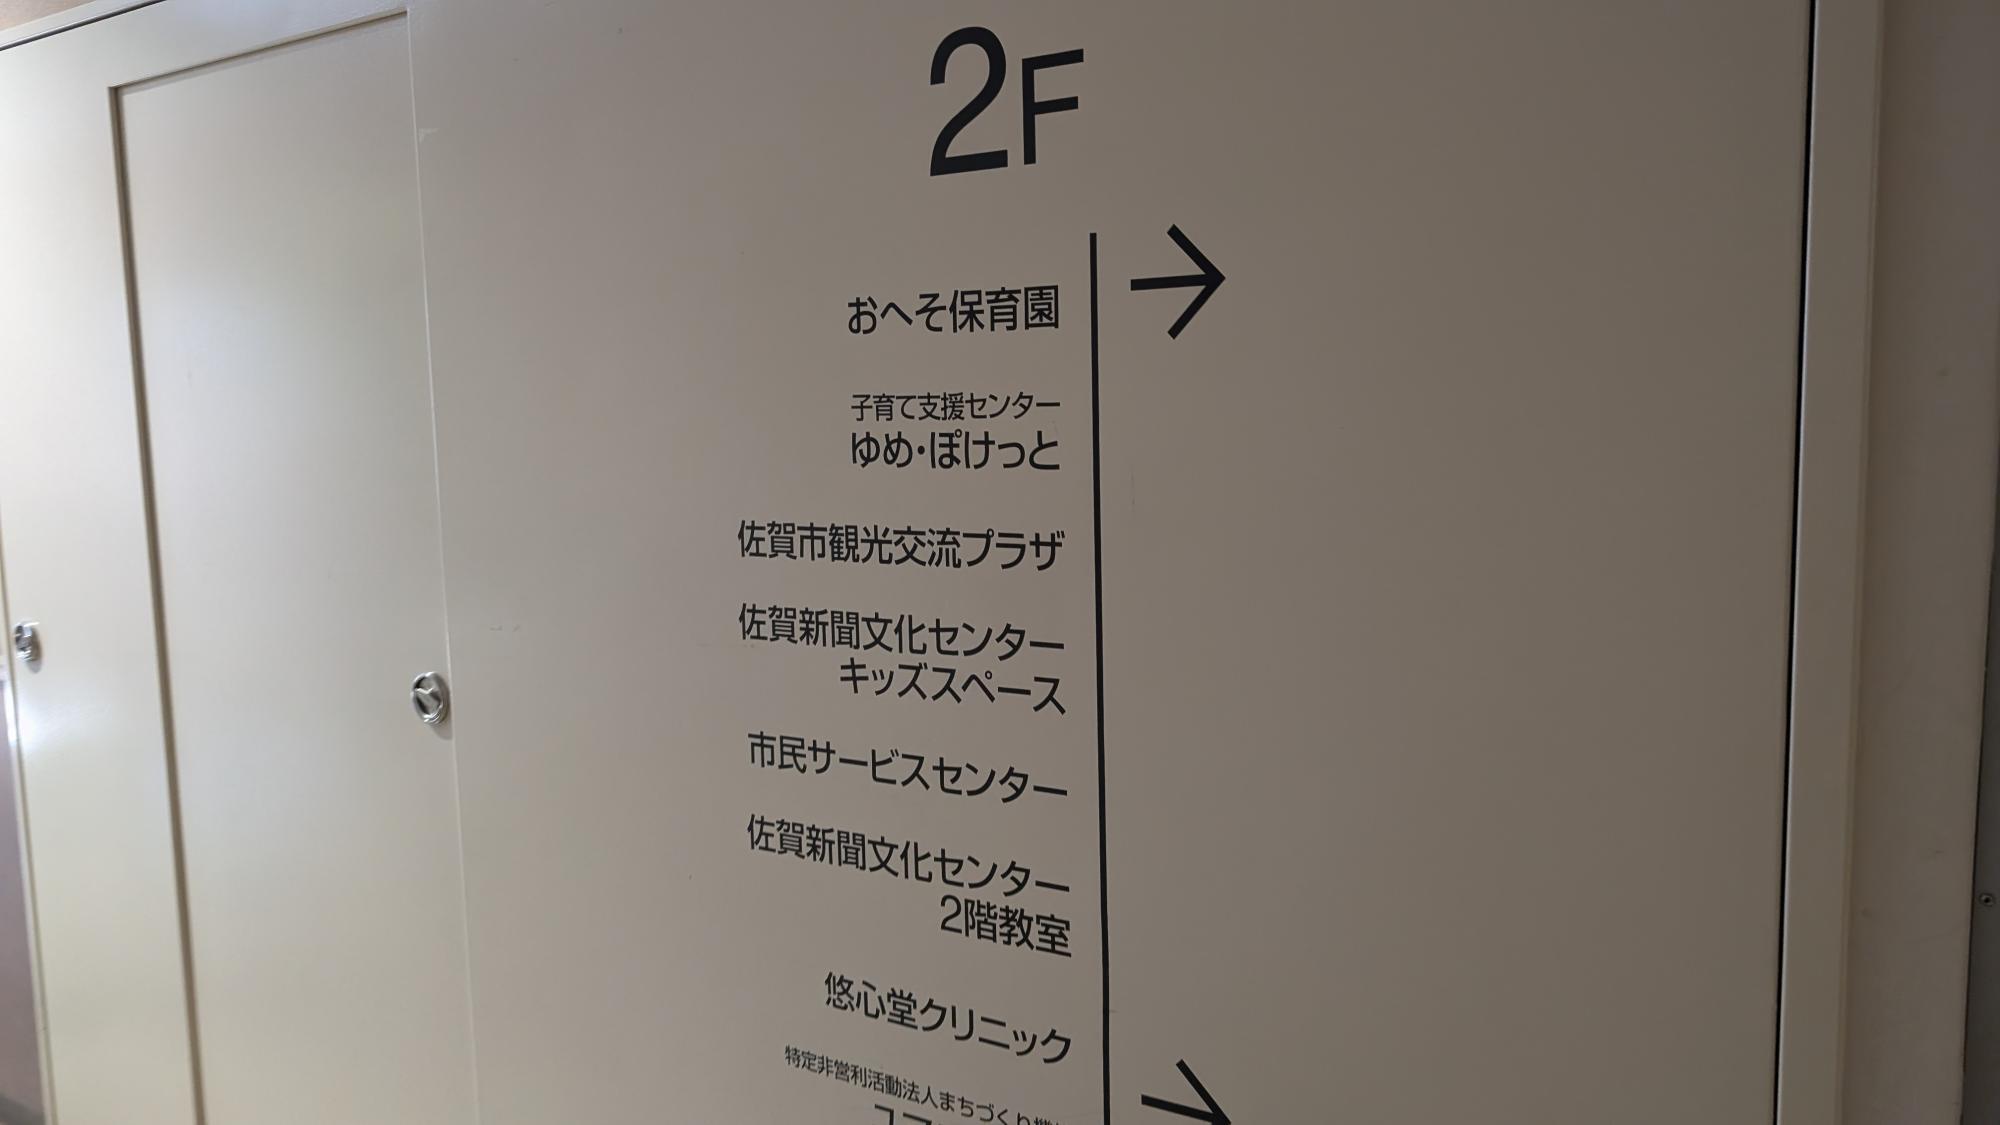 2F
おへそ保育園
子育て支援センター
ゆめ・ぽけっと
佐賀市観光交流プラザ
佐賀新聞文化センター
キッズスペース
市民サービスセンター
佐賀新聞文化センター
2階教室
悠心堂クリニック
特定非営利活動法人まちづくり機